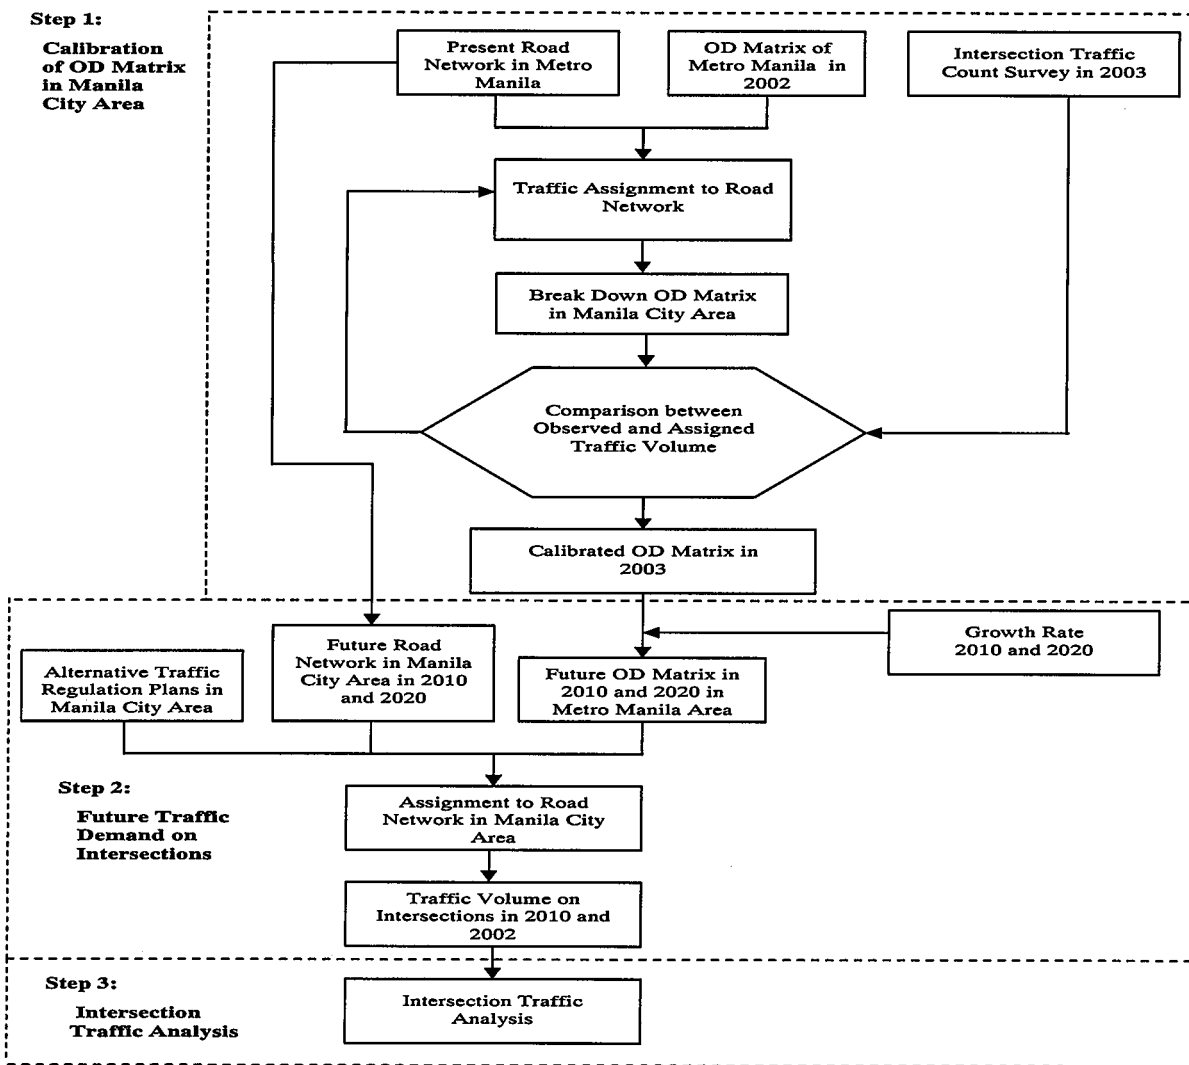 Step 1:
Calibration
of OD Matrix
in Manila
City Area
Present Road
Network in Metro
Manila
OD Matrix of
Metro Manila in
2002
Intersection Traffic
Count Survey in 2003
Traffic Assignment to Road
Network
Break Down OD Matrix
in Manila City Area
Comparison between
Observed and Assigned
Traffic Volume
Calibrated OD Matrix in
2003
Growth Rate
2010 and 2020
Alternative Traffic
Regulation Plans in
Manila City Area
Future Road
Network in Manila
City Area in 2010
and 2020
Future OD Matrix in
2010 and 2020 in
Metro Manila Area
Step 2:
Future Traffic
Demand on
Intersections
Assignment to Road
Network in Manila City
Area
Traffic Volume on
Intersections in 2010 and
2002
Step 3:
Intersection
Traffic Analysis
Intersection Traffic
Analysis